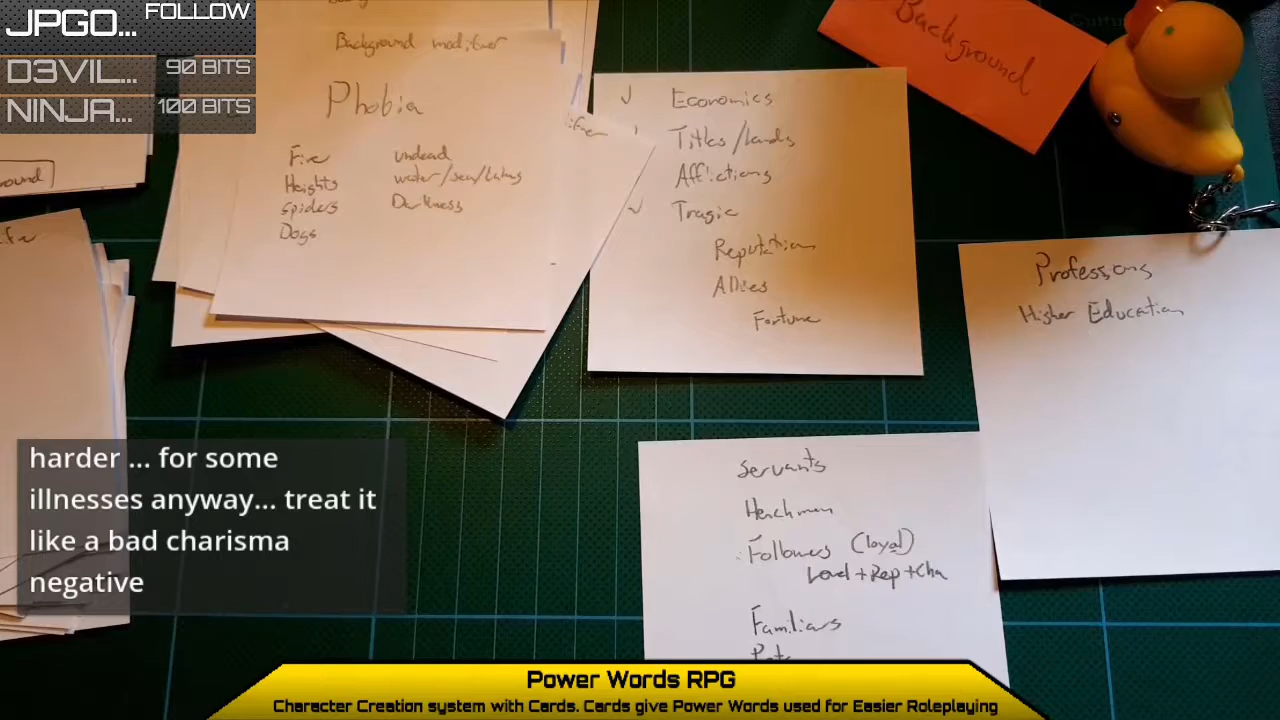 JPGO...
FOLLOW
D3VIL...
90 BITS
NINJA...
100 BITS
Background modifier
Phobia
Fire
undead
Heights
Spiders
Darkness
Dogs
Economics
Titles/lands
Afflictions
Tragic
Reputation
Allies
Fortune
Background
Professions
Higher Education
Servants
Henchmen
Followers (loyal)
Level+Rep+Cha
Familiars
harder ... for some
illnesses anyway... treat it
like a bad charisma
negative
Power Words RPG
Character Creation system with Cards. Cards give Power Words used for Easier Roleplaying